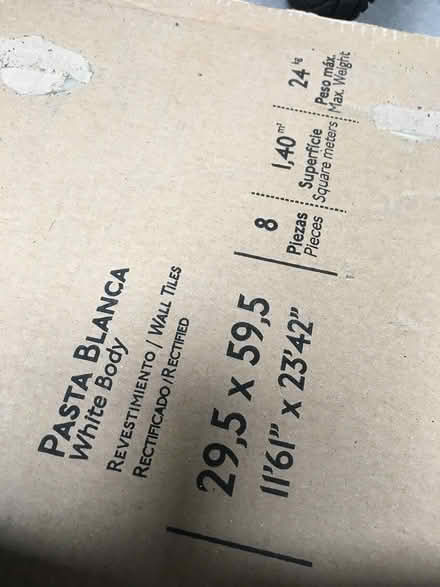 PASTA BLANCA
White Body
REVESTIMIENTO / WALL TILES
RECTIFICADO / RECTIFIED
29,5 x 59,5
11'61" x 23'42"
8
Piezas
Pieces
1,40 m²
Superficie
Square meters
24 kg
Peso máx.
Max. Weight